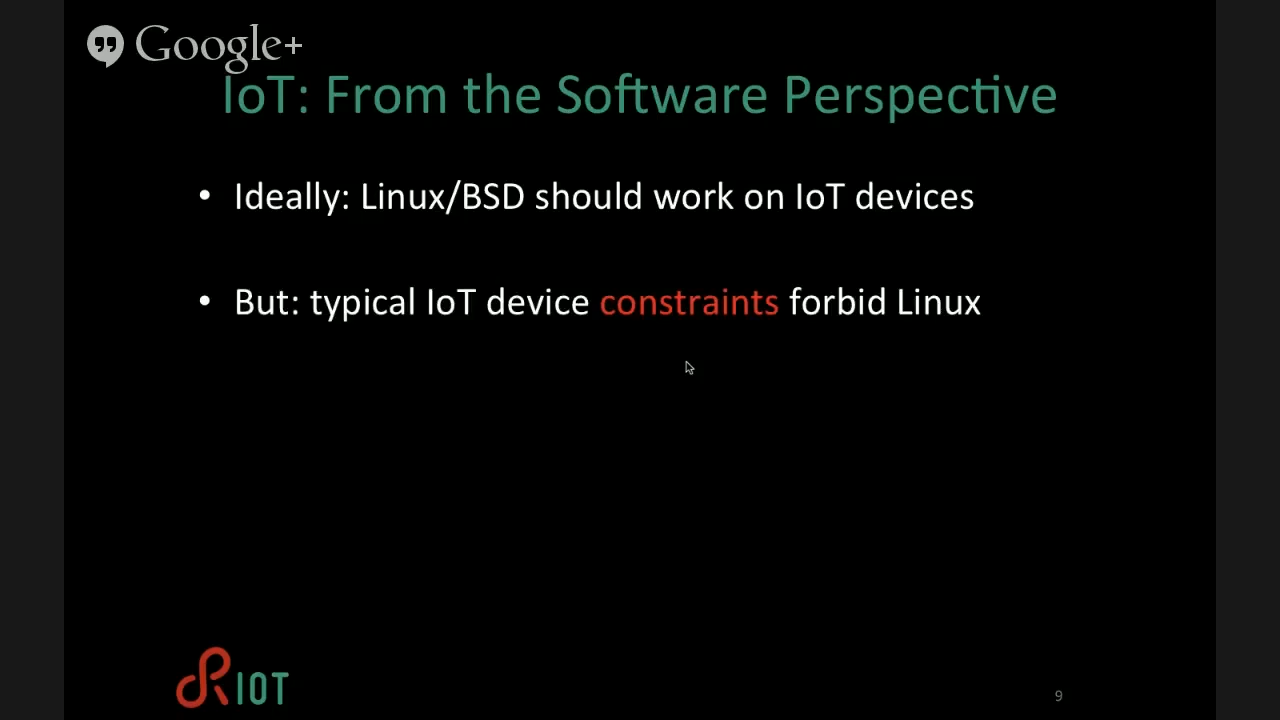 Google+
IoT: From the Software Perspective
• Ideally: Linux/BSD should work on IoT devices
• But: typical IoT device constraints forbid Linux
RIOT
9